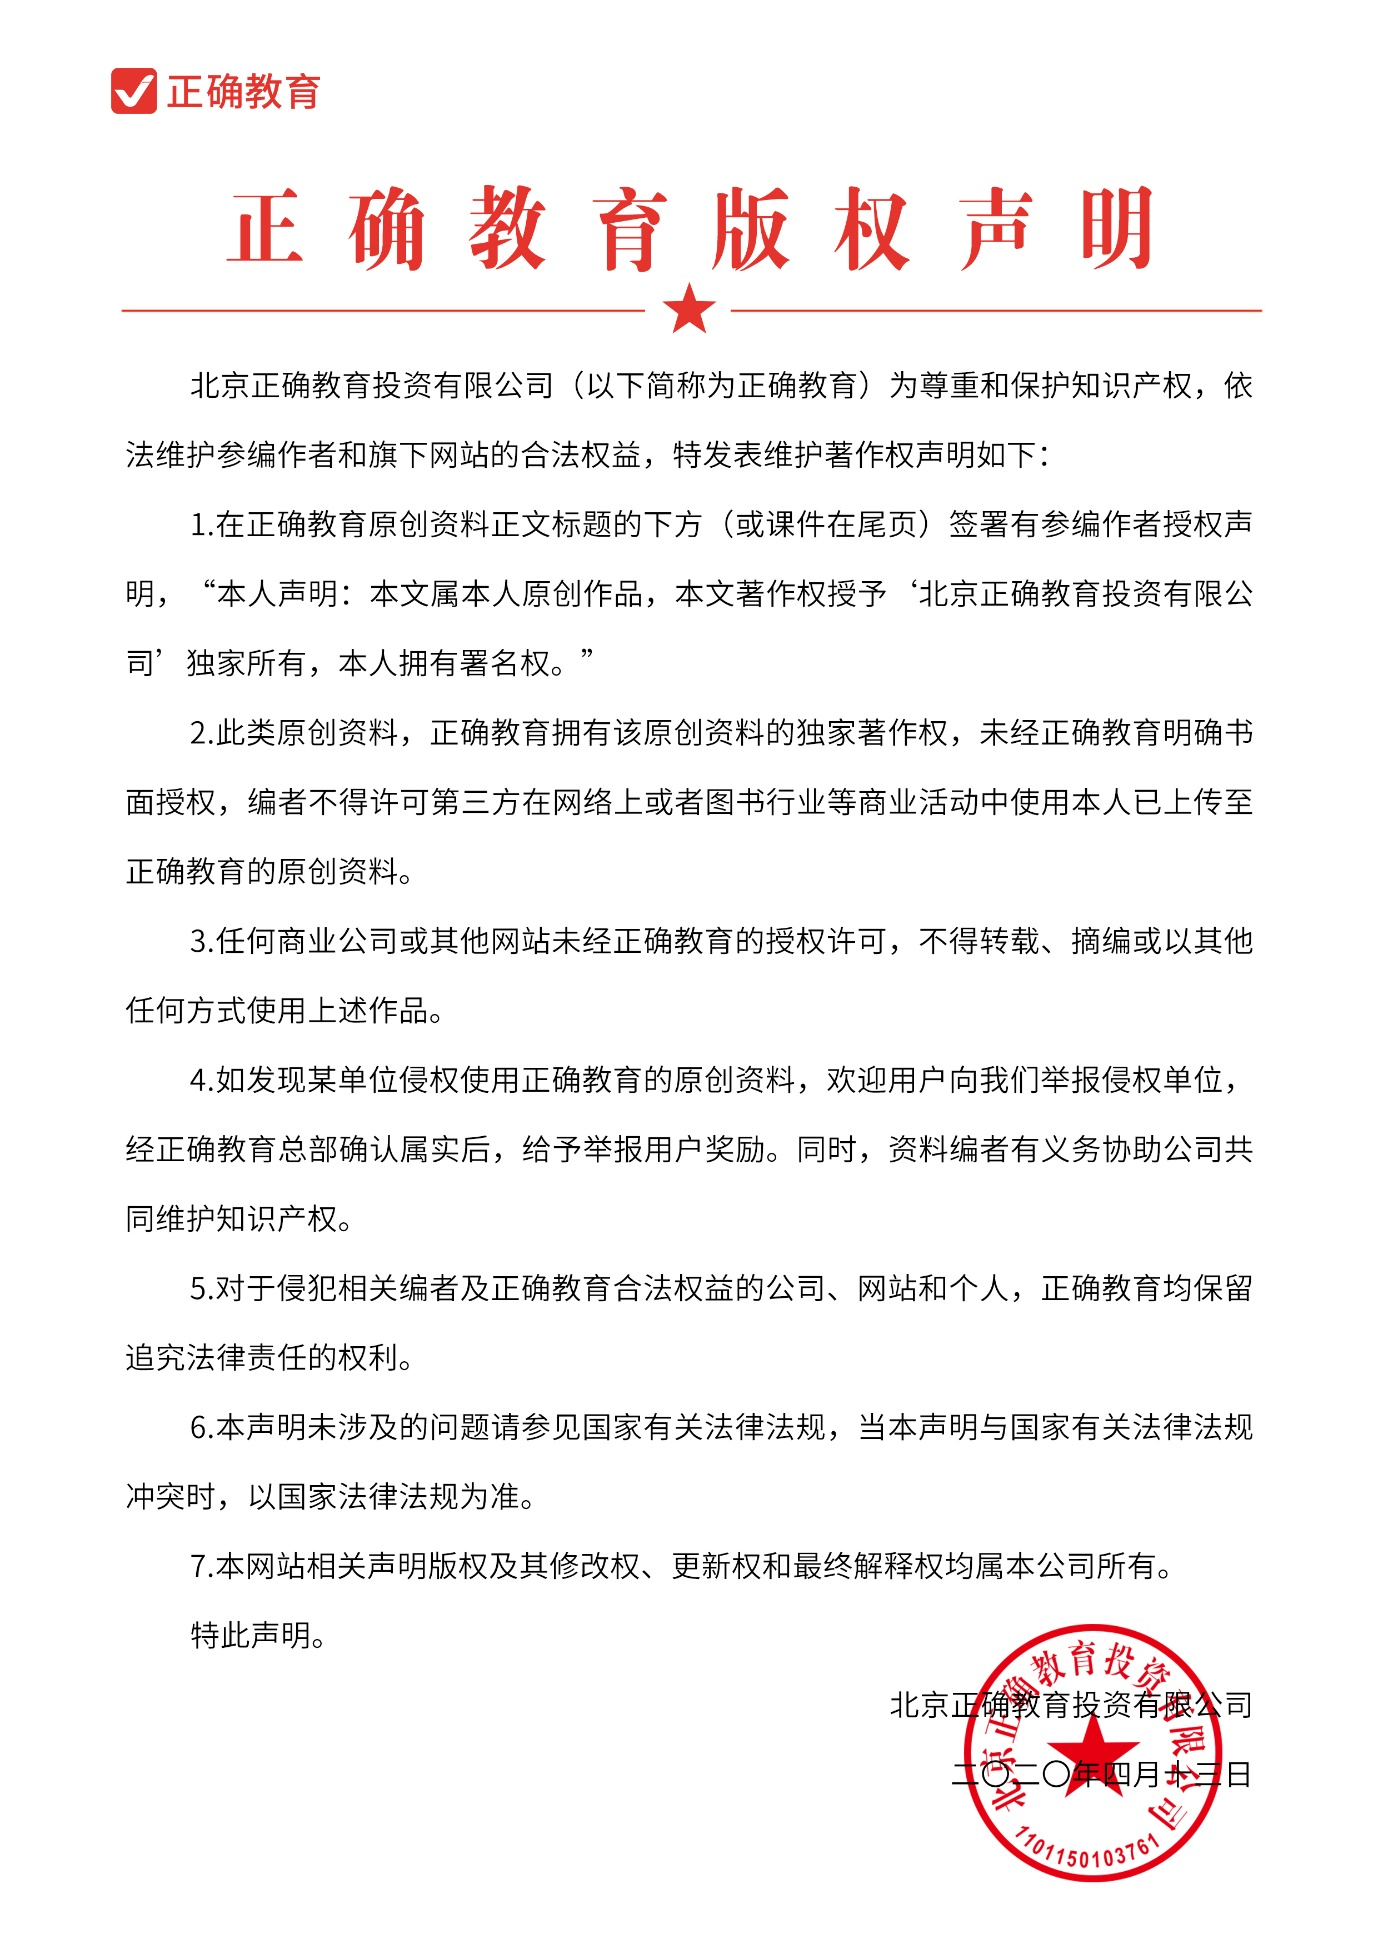 正确教育
正确教育版权声明
北京正确教育投资有限公司（以下简称为正确教育）为尊重和保护知识产权，依
法维护参编作者和旗下网站的合法权益，特发表维护著作权声明如下：
1.在正确教育原创资料正文标题的下方（或课件在尾页）签署有参编作者授权声
明，“本人声明：本文属本人原创作品，本文著作权授予‘北京正确教育投资有限公
司’独家所有，本人拥有署名权。”
2.此类原创资料，正确教育拥有该原创资料的独家著作权，未经正确教育明确书
面授权，编者不得许可第三方在网络上或者图书行业等商业活动中使用本人已上传至
正确教育的原创资料。
3.任何商业公司或其他网站未经正确教育的授权许可，不得转载、摘编或以其他
任何方式使用上述作品。
4.如发现某单位侵权使用正确教育的原创资料，欢迎用户向我们举报侵权单位，
经正确教育总部确认属实后，给予举报用户奖励。同时，资料编者有义务协助公司共
同维护知识产权。
5.对于侵犯相关编者及正确教育合法权益的公司、网站和个人，正确教育均保留
追究法律责任的权利。
6.本声明未涉及的问题请参见国家有关法律法规，当本声明与国家有关法律法规
冲突时，以国家法律法规为准。
7.本网站相关声明版权及其修改权、更新权和最终解释权均属本公司所有。
特此声明。
北京正确教育投资有限公司
二〇二〇年四月十三日
北京正确教育投资有限公司
1101150103761